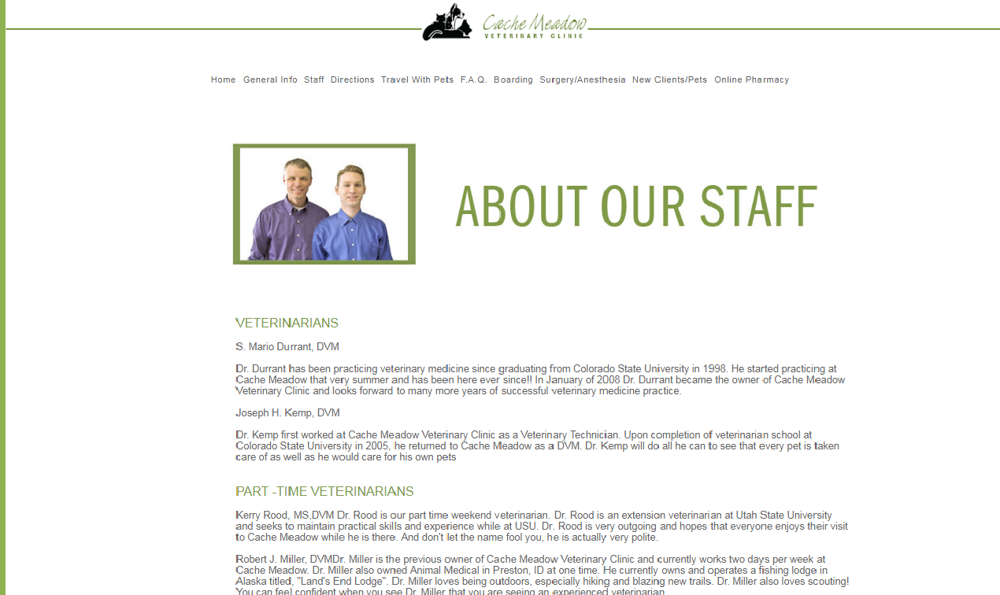 Cache Meadow
VETERINARY CLINIC
Home General Info Staff Directions Travel With Pets F.A.Q. Boarding Surgery/Anesthesia New Clients/Pets Online Pharmacy
ABOUT OUR STAFF
VETERINARIANS
S. Mario Durrant, DVM
Dr. Durrant has been practicing veterinary medicine since graduating from Colorado State University in 1998. He started practicing at
Cache Meadow that very summer and has been here ever since!! In January of 2008 Dr. Durrant became the owner of Cache Meadow
Veterinary Clinic and looks forward to many more years of successful veterinary medicine practice.
Joseph H. Kemp, DVM
Dr. Kemp first worked at Cache Meadow Veterinary Clinic as a Veterinary Technician. Upon completion of veterinarian school at
Colorado State University in 2005, he returned to Cache Meadow as a DVM. Dr. Kemp will do all he can to see that every pet is taken
care of as well as he would care for his own pets
PART -TIME VETERINARIANS
Kerry Rood, MS,DVM Dr. Rood is our part time weekend veterinarian. Dr. Rood is an extension veterinarian at Utah State University
and seeks to maintain practical skills and experience while at USU. Dr. Rood is very outgoing and hopes that everyone enjoys their visit
to Cache Meadow while he is there. And don't let the name fool you, he is actually very polite.
Robert J. Miller, DVMDr. Miller is the previous owner of Cache Meadow Veterinary Clinic and currently works two days per week at
Cache Meadow. Dr. Miller also owned Animal Medical in Preston, ID at one time. He currently owns and operates a fishing lodge in
Alaska titled, "Land's End Lodge". Dr. Miller loves being outdoors, especially hiking and blazing new trails. Dr. Miller also loves scouting!
You can feel confident when you see Dr. Miller that you are seeing an experienced veterinarian